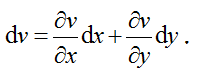 dv = ∂v/∂x dx + ∂v/∂y dy .